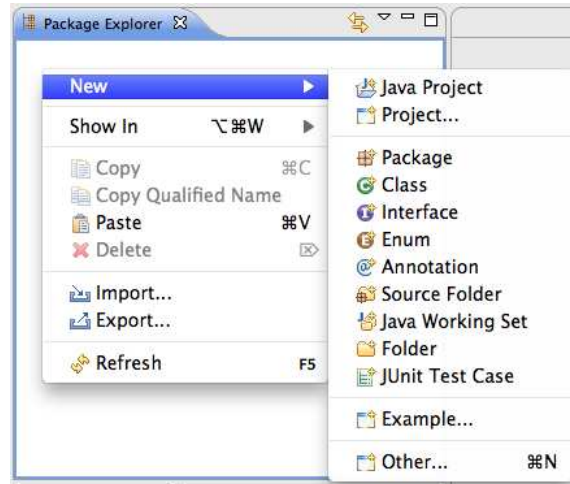 Package Explorer
New
Show In ⌥⌘W
Copy ⌘C
Copy Qualified Name
Paste ⌘V
Delete ⌦
Import...
Export...
Refresh F5
Java Project
Project...
Package
Class
Interface
Enum
Annotation
Source Folder
Java Working Set
Folder
JUnit Test Case
Example...
Other... ⌘N